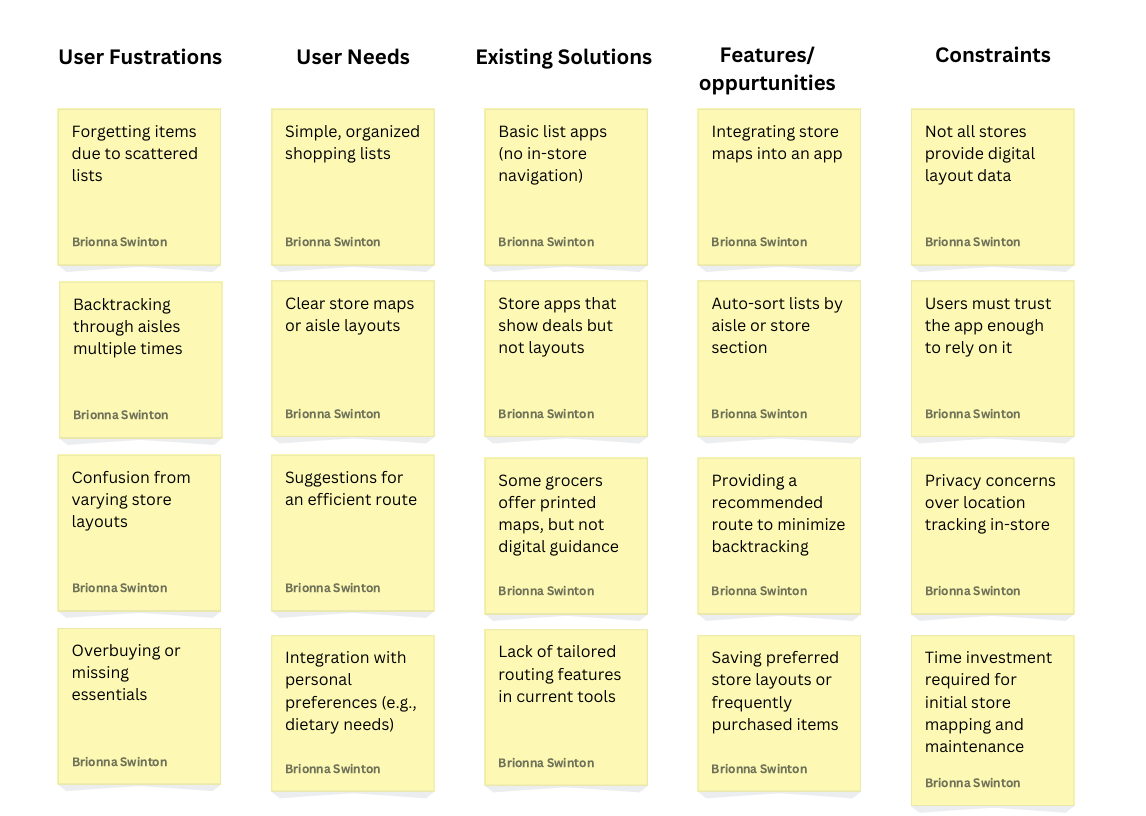 User Fustrations
Forgetting items
due to scattered
lists
Brionna Swinton
Backtracking
through aisles
multiple times
Brionna Swinton
Confusion from
varying store
layouts
Brionna Swinton
Overbuying or
missing
essentials
Brionna Swinton
User Needs
Simple, organized
shopping lists
Brionna Swinton
Clear store maps
or aisle layouts
Brionna Swinton
Suggestions for
an efficient route
Brionna Swinton
Integration with
personal
preferences (e.g.,
dietary needs)
Brionna Swinton
Existing Solutions
Basic list apps
(no in-store
navigation)
Brionna Swinton
Store apps that
show deals but
not layouts
Brionna Swinton
Some grocers
offer printed
maps, but not
digital guidance
Brionna Swinton
Lack of tailored
routing features
in current tools
Brionna Swinton
Features/
oppurtunities
Integrating store
maps into an app
Brionna Swinton
Auto-sort lists by
aisle or store
section
Brionna Swinton
Providing a
recommended
route to minimize
backtracking
Brionna Swinton
Saving preferred
store layouts or
frequently
purchased items
Brionna Swinton
Constraints
Not all stores
provide digital
layout data
Brionna Swinton
Users must trust
the app enough
to rely on it
Brionna Swinton
Privacy concerns
over location
tracking in-store
Brionna Swinton
Time investment
required for
initial store
mapping and
maintenance
Brionna Swinton